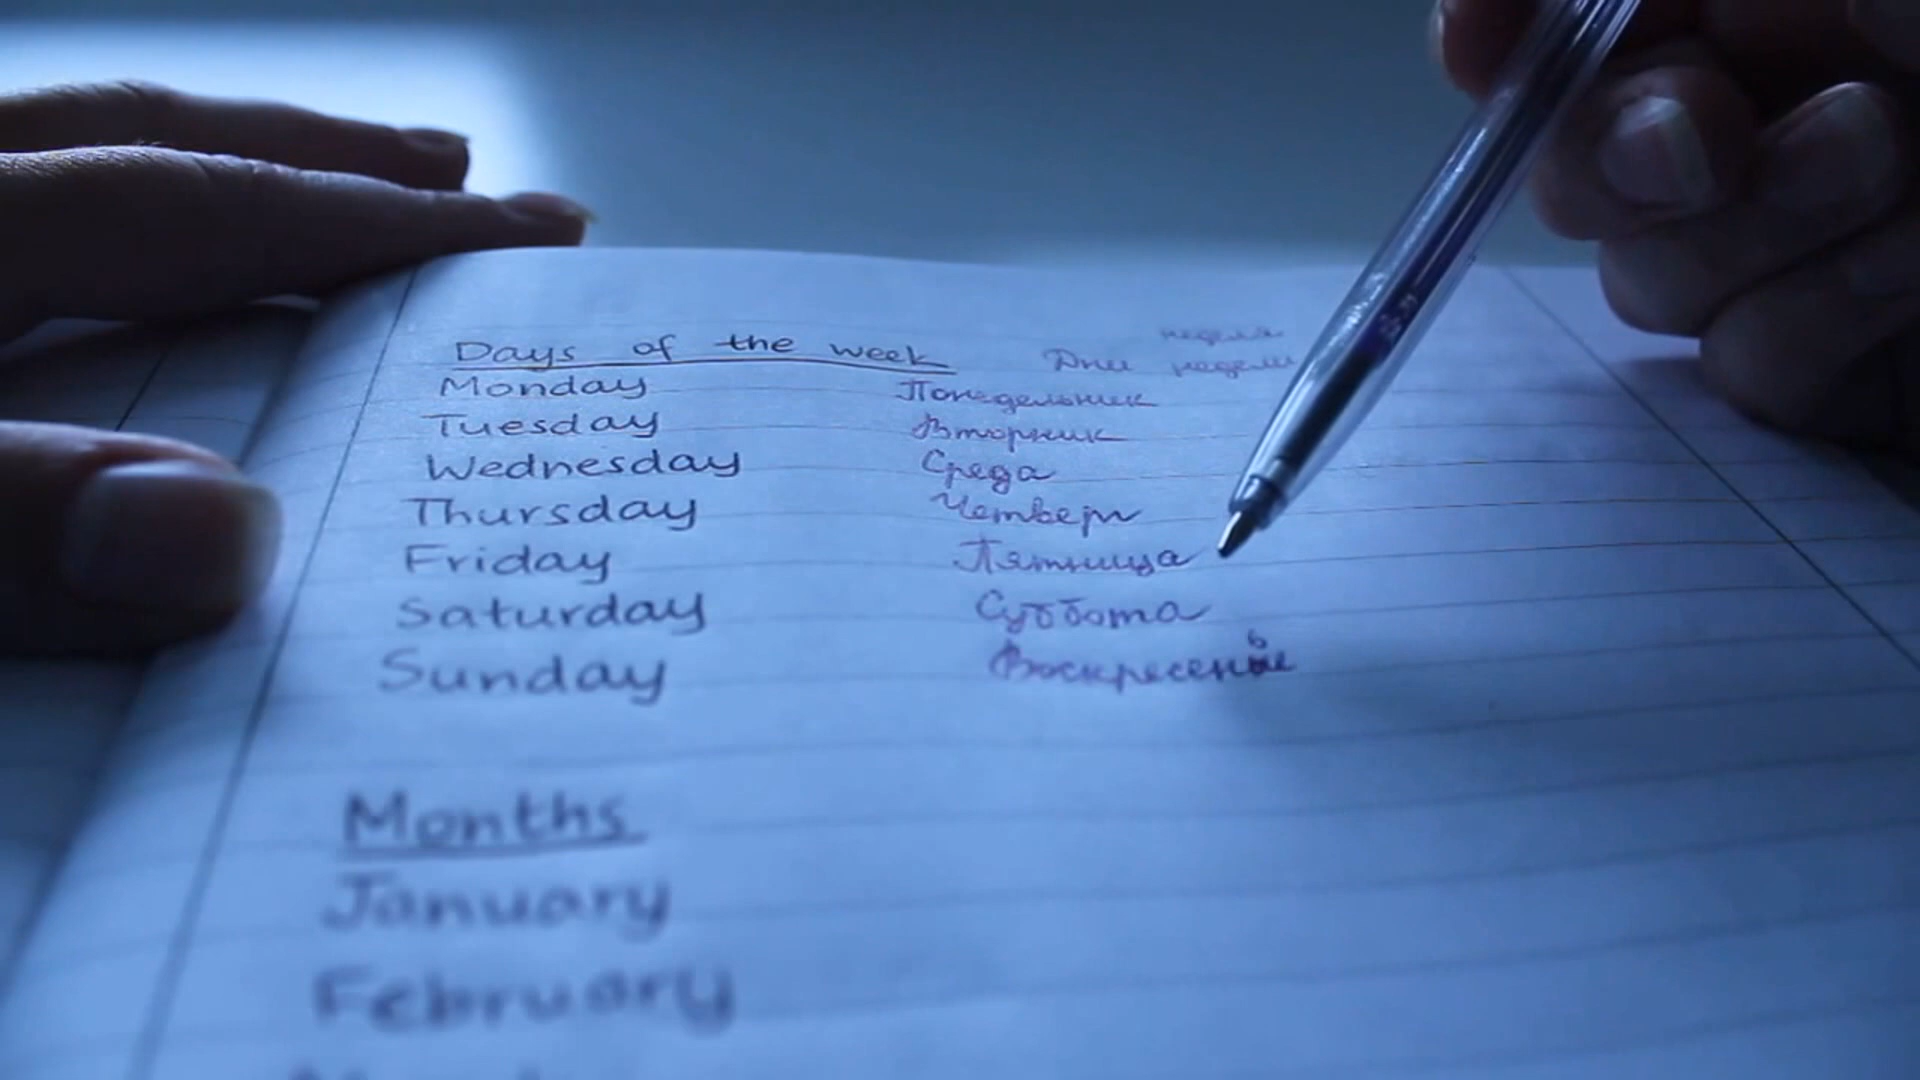 неделя
Days of the week Дни недели
Monday Понедельник
Tuesday Вторник
Wednesday Среда
Thursday Четверг
Friday Пятница
Saturday Суббота
Sunday Воскресенье
Months
January
February